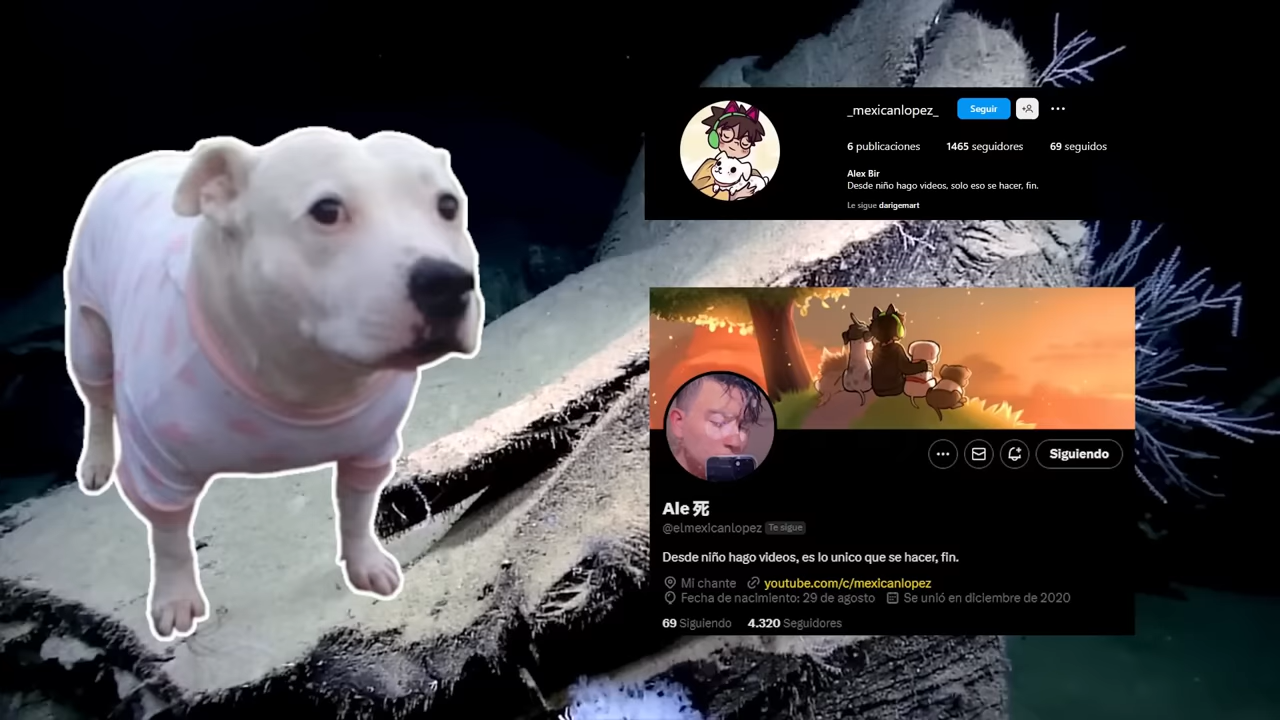 _mexicanlopez_ Seguir
6 publicaciones 1465 seguidores 69 seguidos
Alex Bir
Desde niño hago videos, solo eso se hacer, fin.
Le sigue darigemart
Siguiendo
Ale 死
@elmexicanlopez Te sigue
Desde niño hago videos, es lo unico que se hacer, fin.
Mi chante youtube.com/c/mexicanlopez
Fecha de nacimiento: 29 de agosto Se unió en diciembre de 2020
69 Siguiendo 4.320 Seguidores